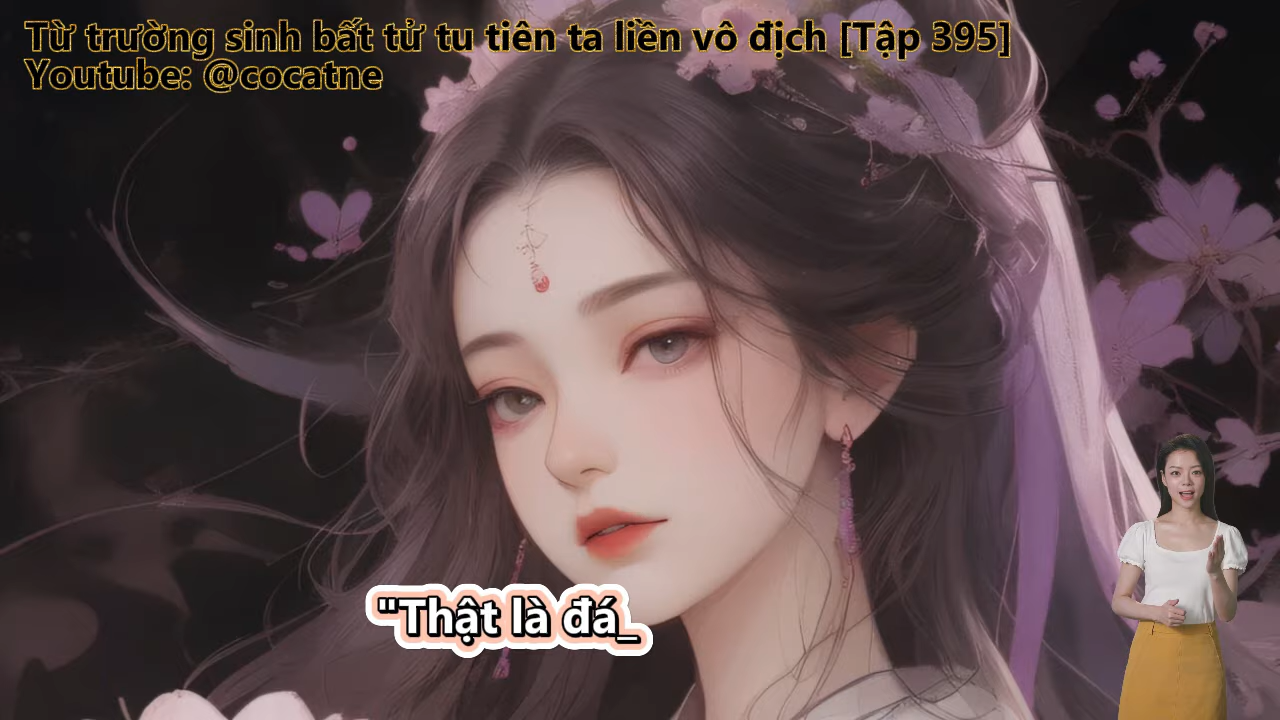 Từ trường sinh bất tử tu tiên ta liền vô địch [Tập 395]
Youtube: @cocatne
"Thật là đá_